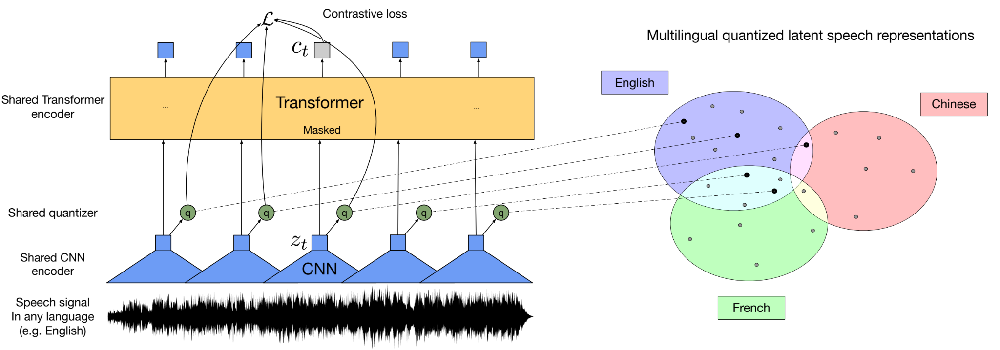 Contrastive loss
ℒ
Multilingual quantized latent speech representations
c_t
English
Chinese
Shared Transformer
encoder
...
Transformer
...
Masked
Shared quantizer
q
q
q
q
q
z_t
Shared CNN
encoder
CNN
French
Speech signal
In any language
(e.g. English)